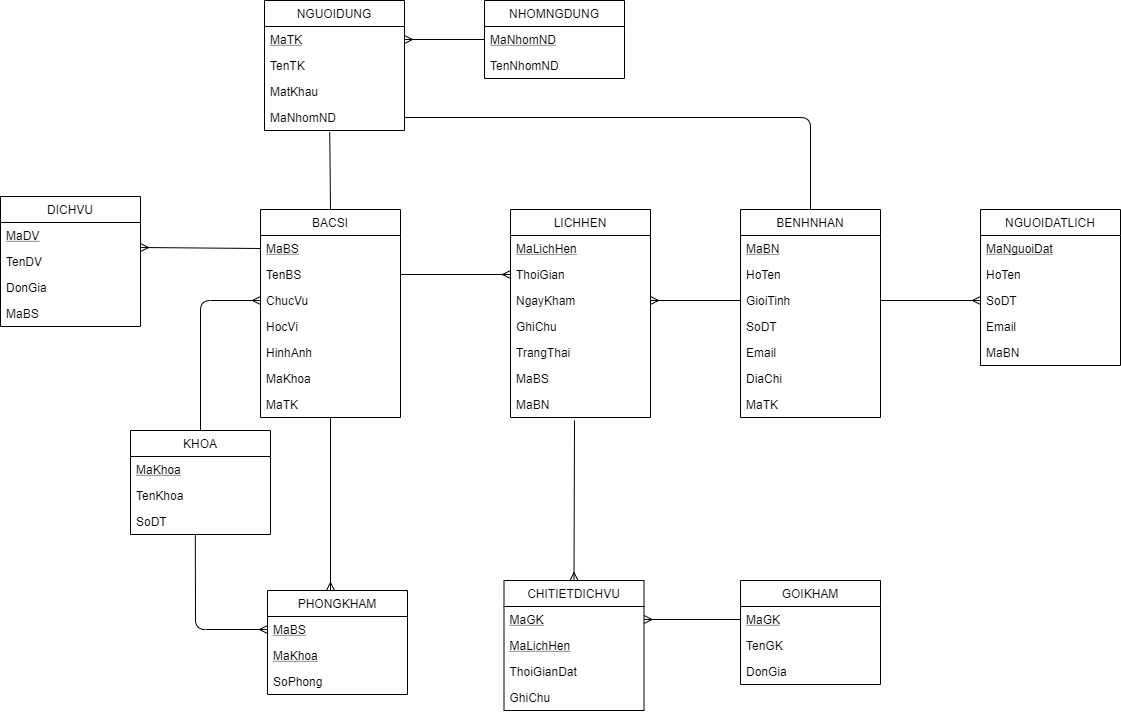 NGUOIDUNG
MaTK
TenTK
MatKhau
MaNhomND
NHOMNGDUNG
MaNhomND
TenNhomND
DICHVU
MaDV
TenDV
DonGia
MaBS
BACSI
MaBS
TenBS
ChucVu
HocVi
HinhAnh
MaKhoa
MaTK
LICHHEN
MaLichHen
ThoiGian
NgayKham
GhiChu
TrangThai
MaBS
MaBN
BENHNHAN
MaBN
HoTen
GioiTinh
SoDT
Email
DiaChi
MaTK
NGUOIDATLICH
MaNguoiDat
HoTen
SoDT
Email
MaBN
KHOA
MaKhoa
TenKhoa
SoDT
PHONGKHAM
MaBS
MaKhoa
SoPhong
CHITIETDICHVU
MaGK
MaLichHen
ThoiGianDat
GhiChu
GOIKHAM
MaGK
TenGK
DonGia